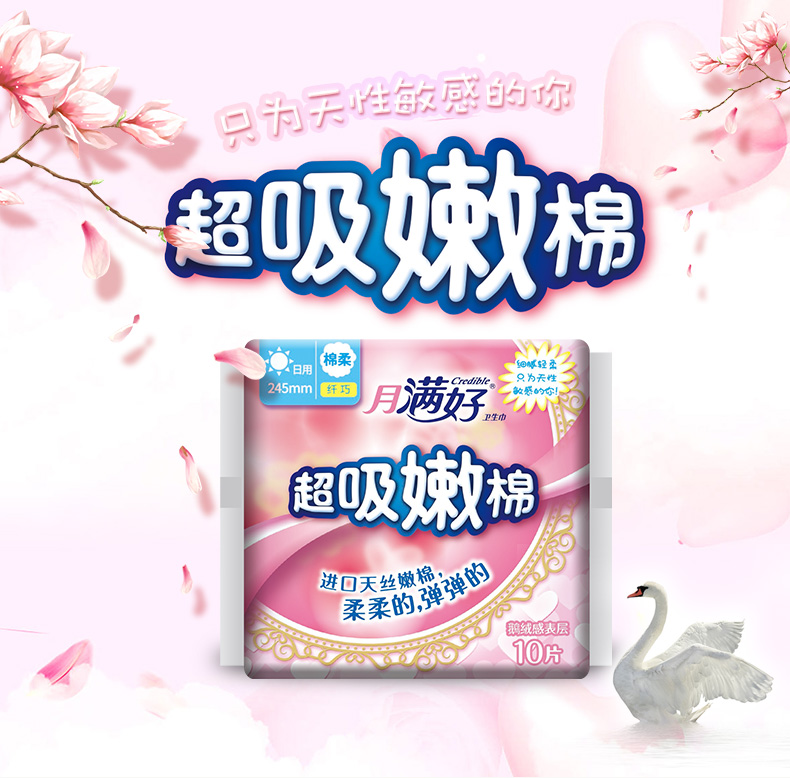 只为天性敏感的你
超吸嫩棉
日用
245mm
棉柔
纤巧
月满好
Credible®
卫生巾
细腻轻柔
只为天性
敏感的你!
超吸嫩棉
进口天丝嫩棉,
柔柔的,弹弹的
鹅绒感表层
10片